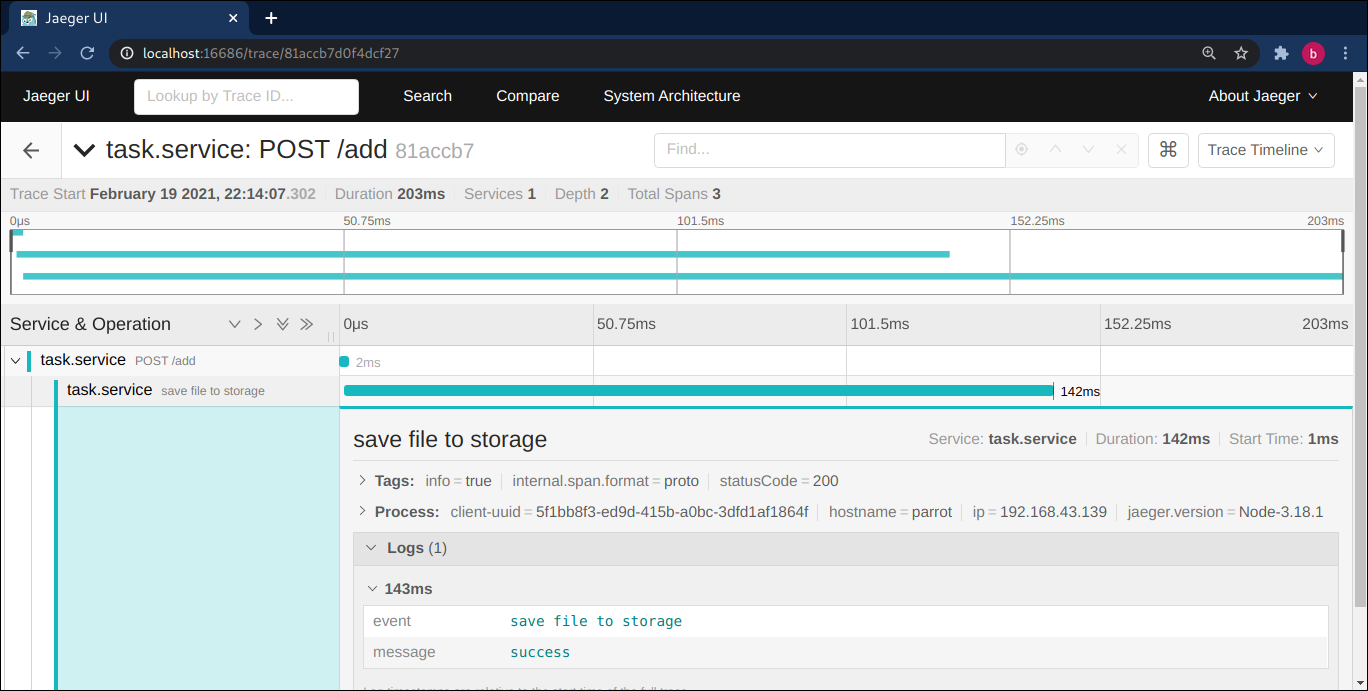 Jaeger UI
localhost:16686/trace/81accb7d0f4dcf27
b
Jaeger UI Lookup by Trace ID... Search Compare System Architecture About Jaeger
task.service: POST /add 81accb7 Find... ⌘ Trace Timeline
Trace Start February 19 2021, 22:14:07.302 Duration 203ms Services 1 Depth 2 Total Spans 3
0μs 50.75ms 101.5ms 152.25ms 203ms
Service & Operation 0μs 50.75ms 101.5ms 152.25ms 203ms
task.service POST /add 2ms
task.service save file to storage 142ms
save file to storage Service: task.service Duration: 142ms Start Time: 1ms
Tags: info = true internal.span.format = proto statusCode = 200
Process: client-uuid = 5f1bb8f3-ed9d-415b-a0bc-3dfd1af1864f hostname = parrot ip = 192.168.43.139 jaeger.version = Node-3.18.1
Logs (1)
143ms
event save file to storage
message success